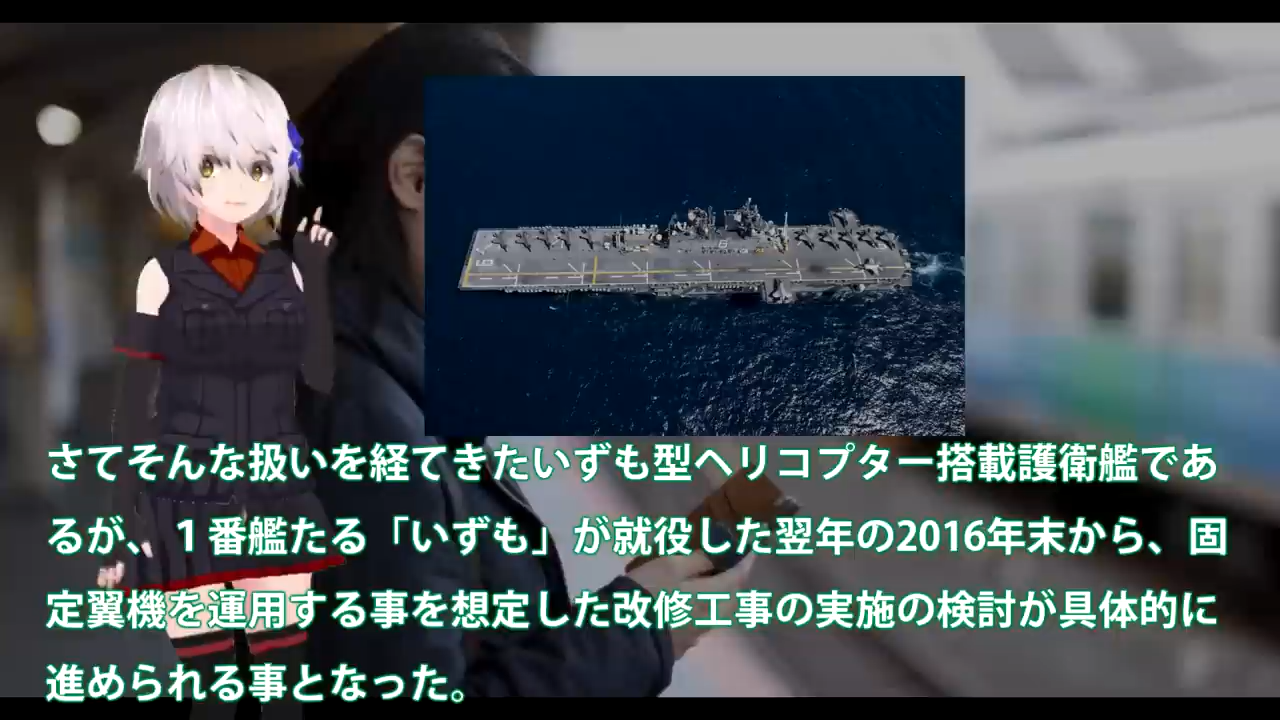 さてそんな扱いを経てきたいずも型ヘリコプター搭載護衛艦であ
るが、１番艦たる「いずも」が就役した翌年の2016年末から、固
定翼機を運用する事を想定した改修工事の実施の検討が具体的に
進められる事となった。